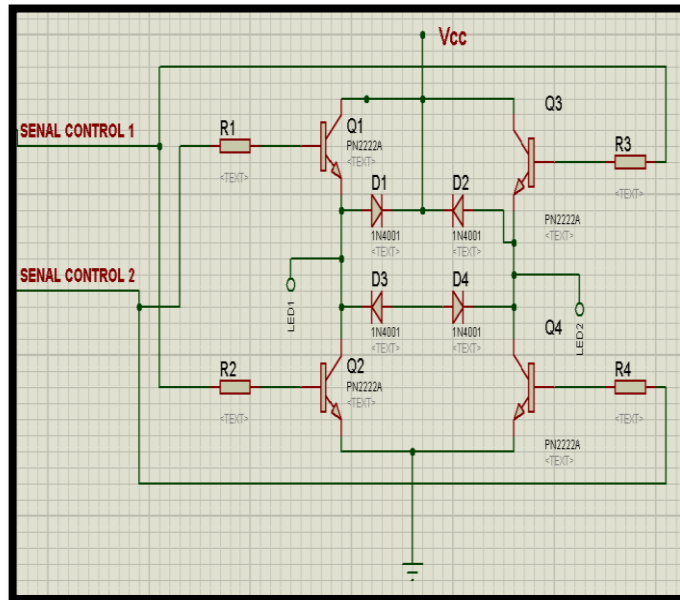 Vcc
SENAL CONTROL 1
R1
<TEXT>
Q1
PN2222A
<TEXT>
Q3
PN2222A
<TEXT>
R3
<TEXT>
D1
1N4001
<TEXT>
D2
1N4001
<TEXT>
SENAL CONTROL 2
LED1
D3
1N4001
<TEXT>
D4
1N4001
<TEXT>
LED2
R2
<TEXT>
Q2
PN2222A
<TEXT>
Q4
PN2222A
<TEXT>
R4
<TEXT>